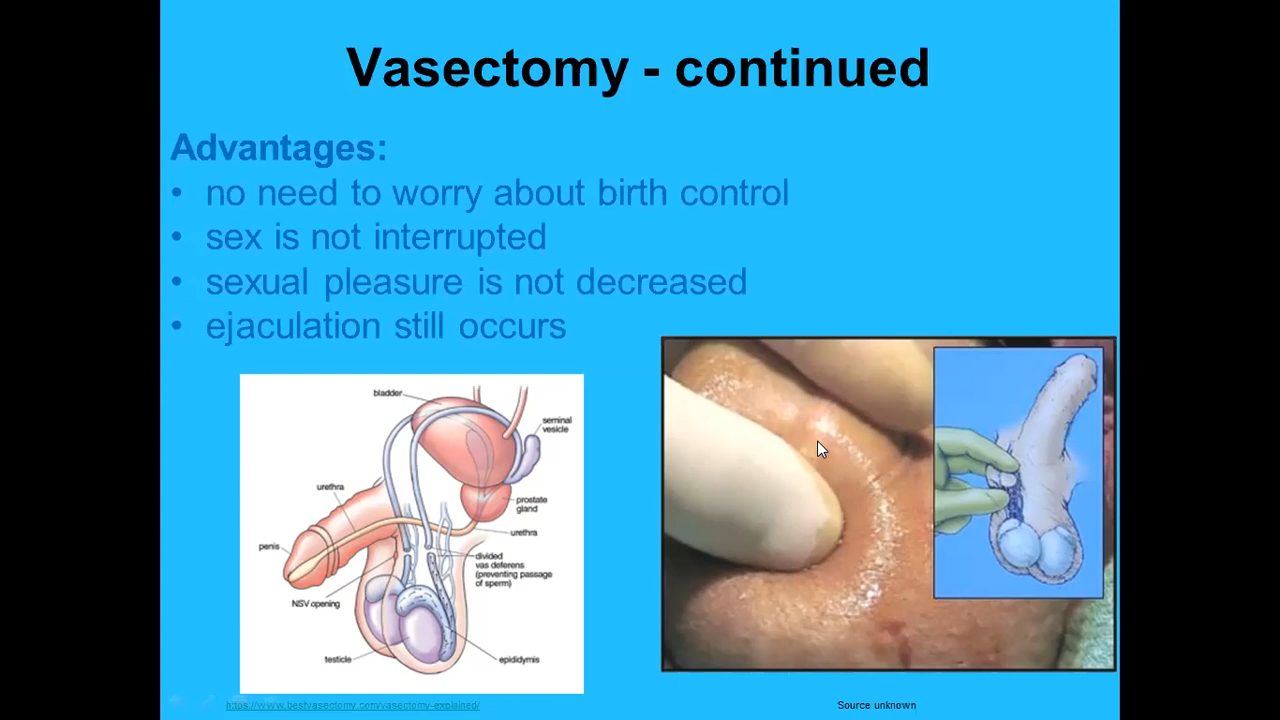 Vasectomy - continued
Advantages:
• no need to worry about birth control
• sex is not interrupted
• sexual pleasure is not decreased
• ejaculation still occurs
bladder
seminal
vesicle
urethra
prostate
gland
urethra
penis
divided
vas deferens
(preventing passage
of sperm)
NSV opening
testicle
epididymis
https://www.bestvasectomy.com/vasectomy-explained/
Source unknown